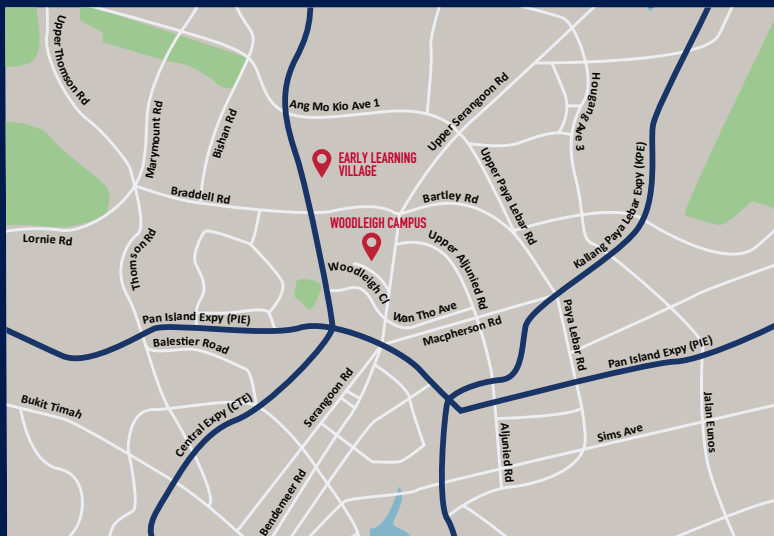 Upper Thomson Rd
Marymount Rd
Bishan Rd
Ang Mo Kio Ave 1
Upper Serangoon Rd
Hougang Ave 3
EARLY LEARNING
VILLAGE
Upper Paya Lebar Rd
Kallang Paya Lebar Expy (KPE)
Braddell Rd
Bartley Rd
WOODLEIGH CAMPUS
Lornie Rd
Thomson Rd
Woodleigh Cl
Upper Aljunied Rd
Wan Tho Ave
Macpherson Rd
Paya Lebar Rd
Pan Island Expy (PIE)
Balestier Road
Pan Island Expy (PIE)
Bukit Timah
Central Expy (CTE)
Serangoon Rd
Bendemeer Rd
Aljunied Rd
Sims Ave
Jalan Eunos